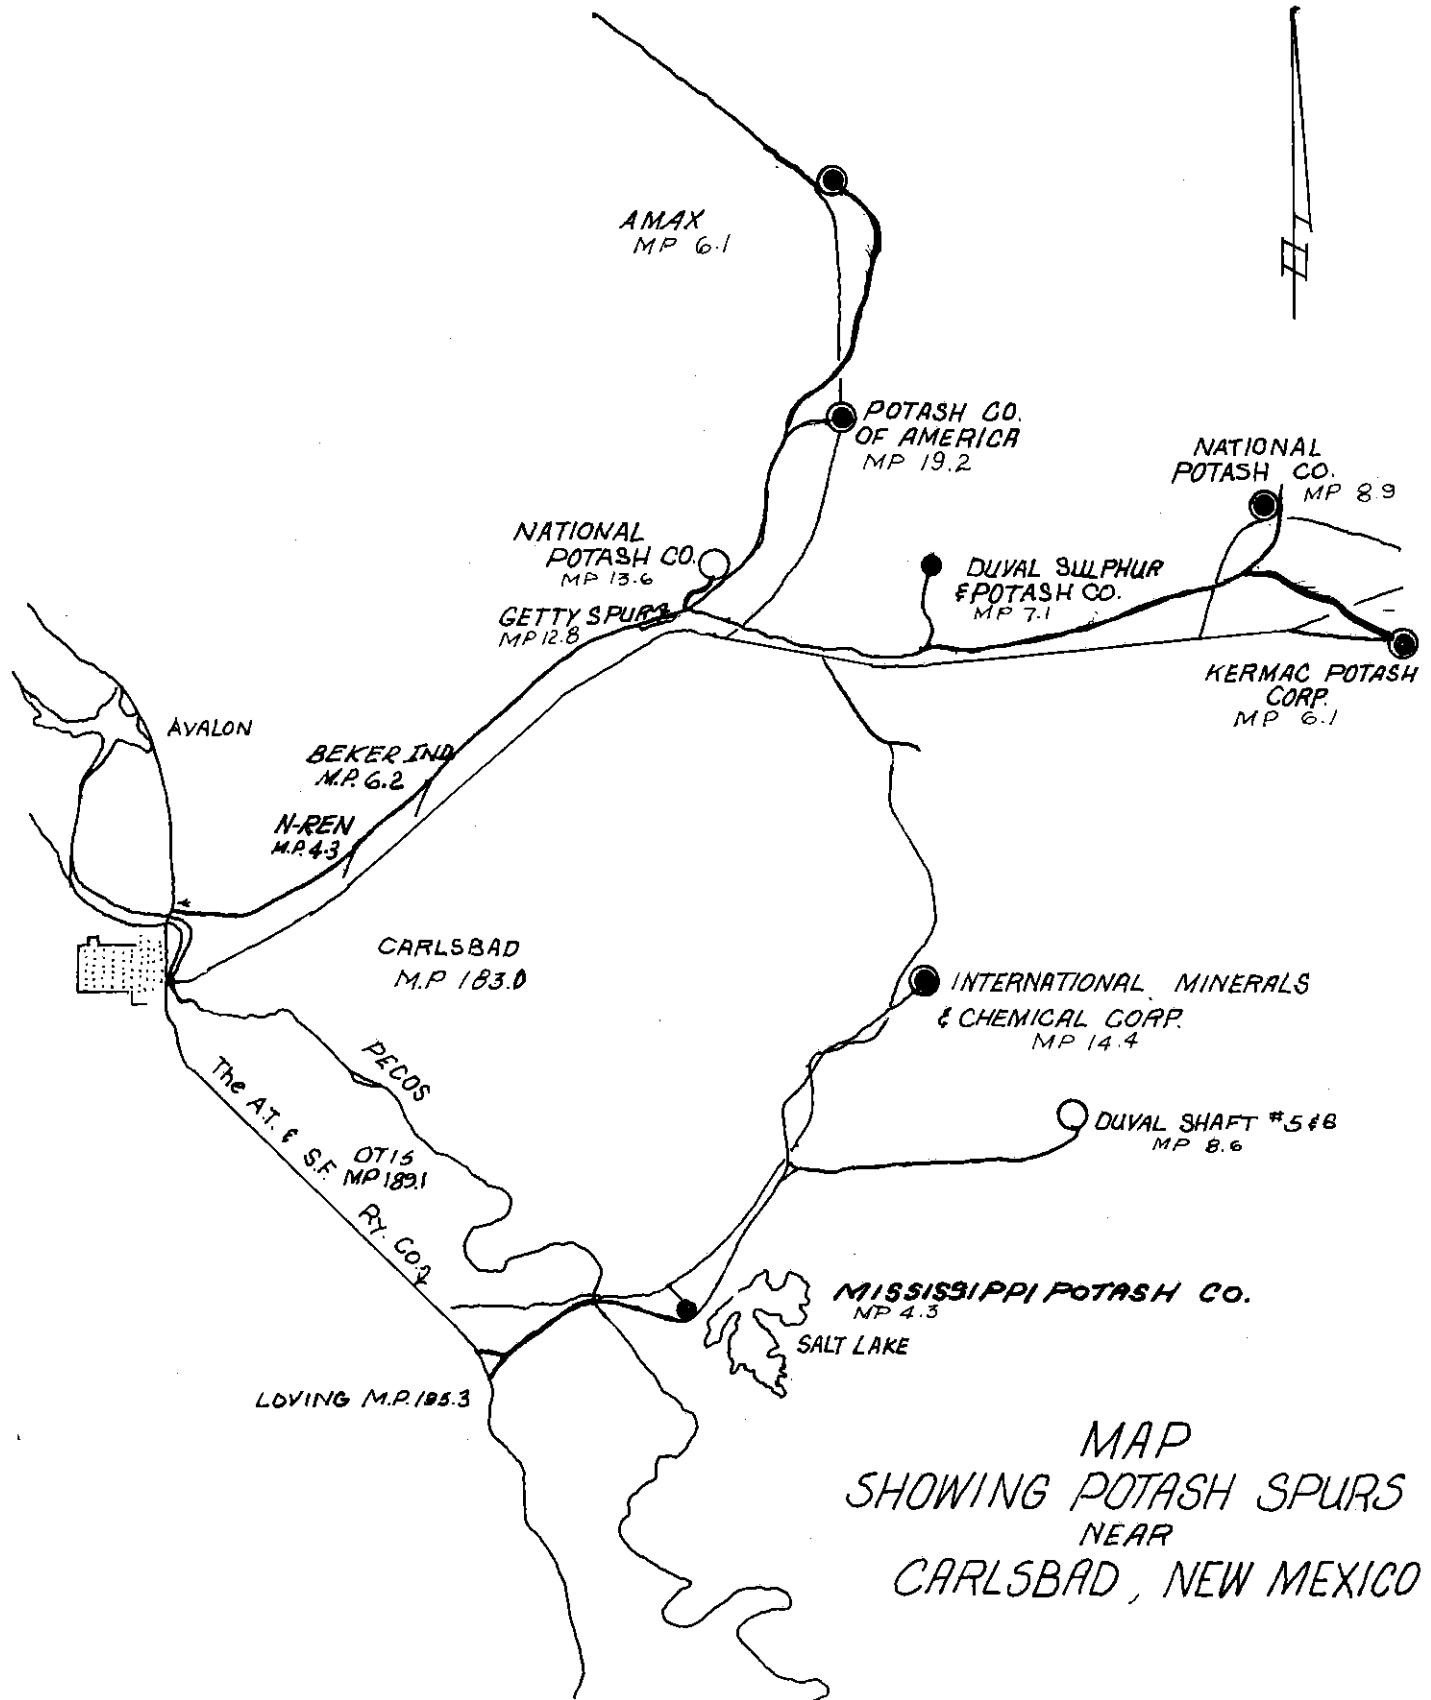 AMAX
MP 6.1
POTASH CO.
OF AMERICA
MP 19.2
NATIONAL
POTASH CO.
MP 8.9
NATIONAL
POTASH CO.
MP 13.6
GETTY SPURS
MP 12.8
DUVAL SULPHUR
& POTASH CO.
MP 7.1
KERMAC POTASH
CORP.
MP 6.1
AVALON
BEKER IND
M.P. 6.2
N-REN
M.P. 4.3
CARLSBAD
M.P 183.0
INTERNATIONAL MINERALS
& CHEMICAL CORP.
MP 14.4
PECOS
The A.T. & S.F. RY. CO.
OTIS
MP 189.1
DUVAL SHAFT #5 & 6
MP 8.6
MISSISSIPPI POTASH CO.
MP 4.3
SALT LAKE
LOVING M.P. 195.3
MAP
SHOWING POTASH SPURS
NEAR
CARLSBAD, NEW MEXICO